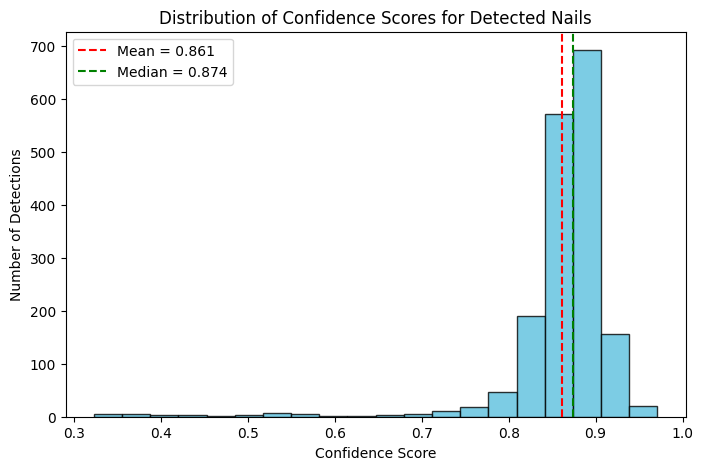 Distribution of Confidence Scores for Detected Nails
Mean = 0.861
Median = 0.874
Number of Detections
700
600
500
400
300
200
100
0
0.3 0.4 0.5 0.6 0.7 0.8 0.9 1.0
Confidence Score